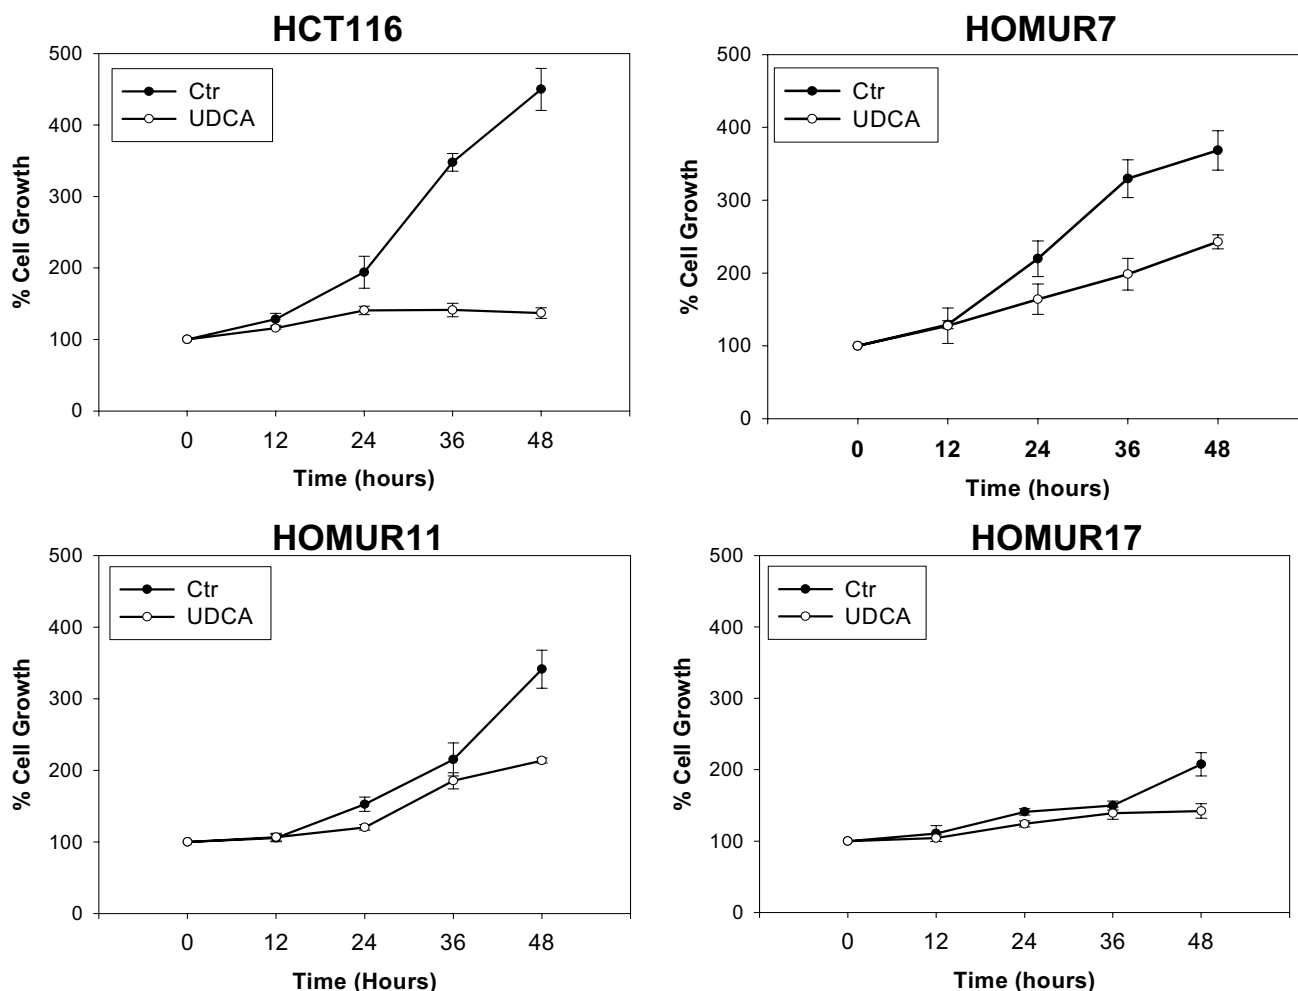 HCT116
500
400
300
200
100
0
% Cell Growth
Ctr
UDCA
0 12 24 36 48
Time (hours)
HOMUR7
500
400
300
200
100
0
% Cell Growth
Ctr
UDCA
0 12 24 36 48
Time (hours)
HOMUR11
500
400
300
200
100
0
% Cell Growth
Ctr
UDCA
0 12 24 36 48
Time (Hours)
HOMUR17
500
400
300
200
100
0
% Cell Growth
Ctr
UDCA
0 12 24 36 48
Time (hours)